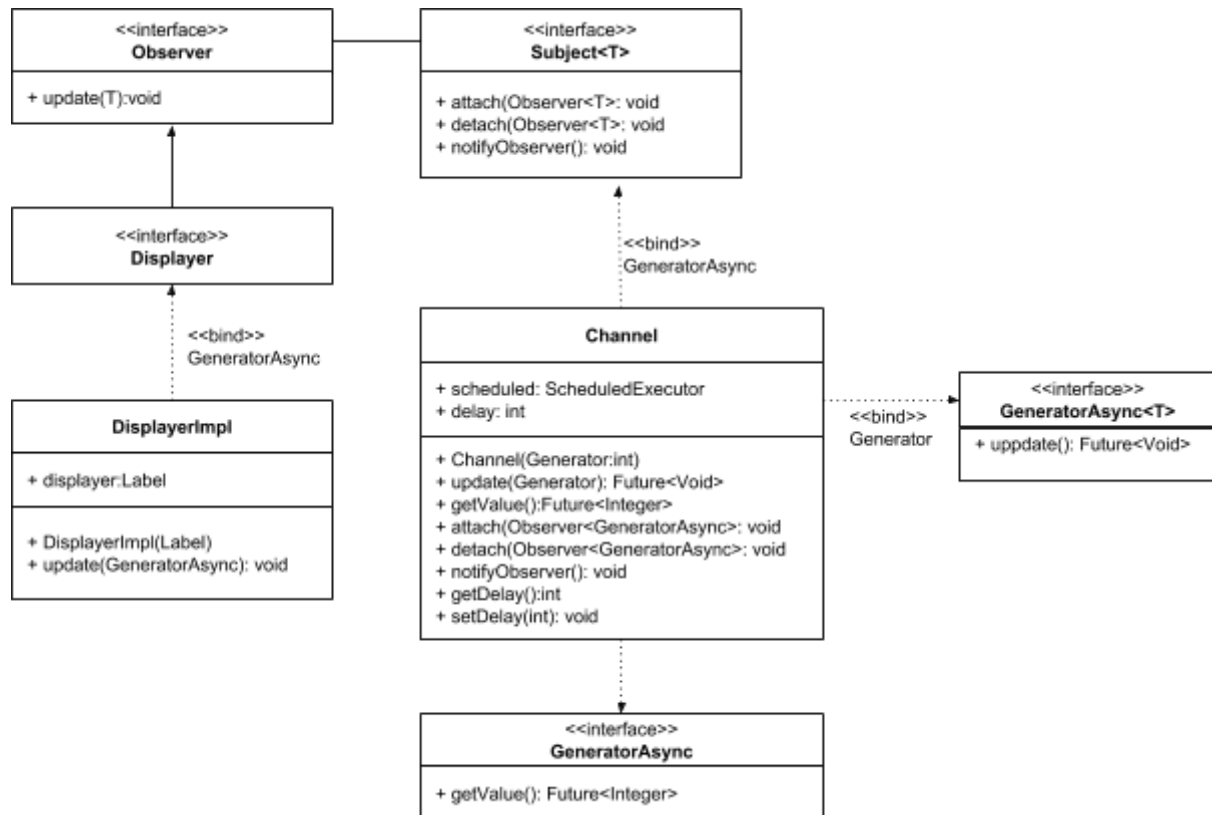 <<interface>>
Observer
+ update(T):void
<<interface>>
Subject<T>
+ attach(Observer<T>: void
+ detach(Observer<T>: void
+ notifyObserver(): void
<<interface>>
Displayer
<<bind>>
GeneratorAsync
<<bind>>
GeneratorAsync
DisplayerImpl
+ displayer:Label
+ DisplayerImpl(Label)
+ update(GeneratorAsync): void
Channel
+ scheduled: ScheduledExecutor
+ delay: int
+ Channel(Generator:int)
+ update(Generator): Future<Void>
+ getValue():Future<Integer>
+ attach(Observer<GeneratorAsync>: void
+ detach(Observer<GeneratorAsync>: void
+ notifyObserver(): void
+ getDelay():int
+ setDelay(int): void
<<bind>>
Generator
<<interface>>
GeneratorAsync<T>
+ uppdate(): Future<Void>
<<interface>>
GeneratorAsync
+ getValue(): Future<Integer>